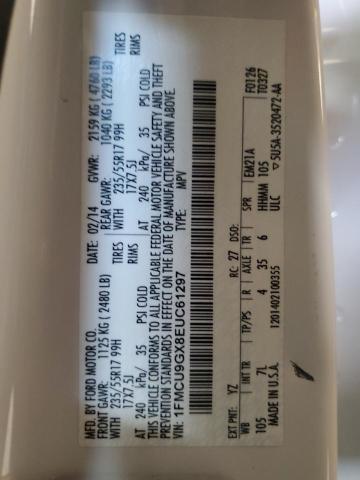 MFD. BY FORD MOTOR CO.
DATE: 02/14 GVWR: 2159 KG ( 4760 LB)
FRONT GAWR: 1125 KG ( 2480 LB) REAR GAWR: 1040 KG ( 2293 LB)
WITH 235/55R17 99H TIRES WITH 235/55R17 99H TIRES
17X7.5J RIMS 17X7.5J RIMS
AT 240 kPa/ 35 PSI COLD AT 240 kPa/ 35 PSI COLD
THIS VEHICLE CONFORMS TO ALL APPLICABLE FEDERAL MOTOR VEHICLE SAFETY AND THEFT
PREVENTION STANDARDS IN EFFECT ON THE DATE OF MANUFACTURE SHOWN ABOVE.
VIN: 1FMCU9GX8EUC61297
TYPE: MPV
EXT PNT: YZ RC: 27 DSO: F0126
T0327
WB INT TR TP/PS R AXLE TR SPR EM21A
105 7L 4 35 6 HHMM 105
MADE IN U.S.A. 1201402100355 ULC ▽5U5A-3520472-AA